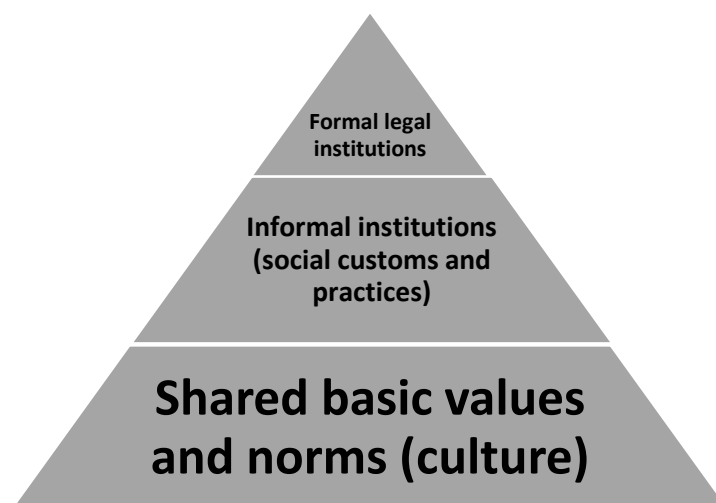 Formal legal
institutions
Informal institutions
(social customs and
practices)
Shared basic values
and norms (culture)